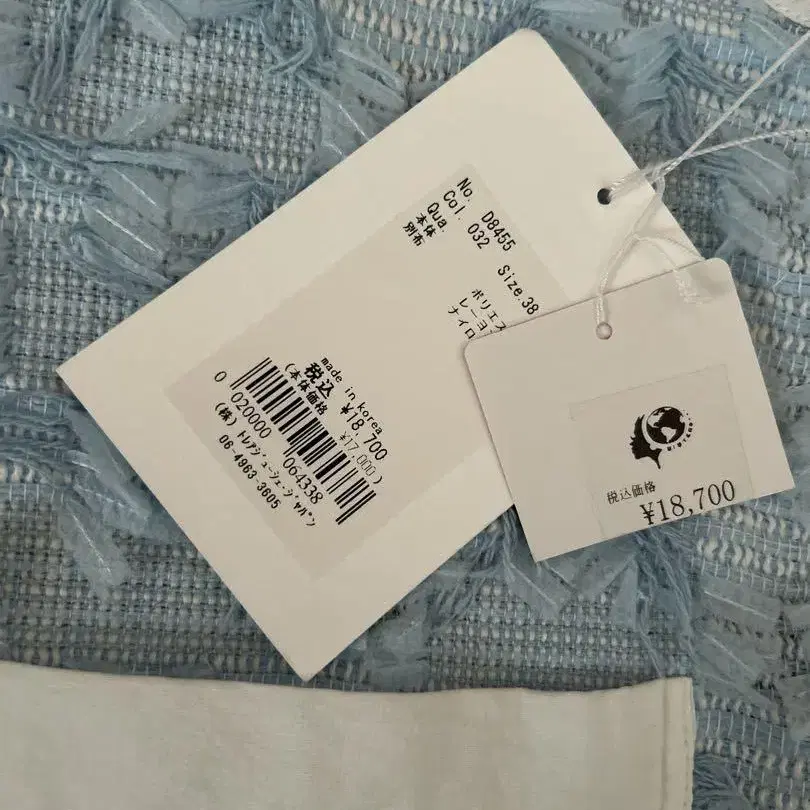 No. D8455 Size.38
Col. 032
Qua.
本体 ポリエス
別布 レーヨ
ナイロ
made in korea
税込 ¥18,700
(本体価格 ¥17,000)
0 020000 064338
(株)トレアジューシェ・ジャパン
06-4963-3605
税込価格
¥18,700